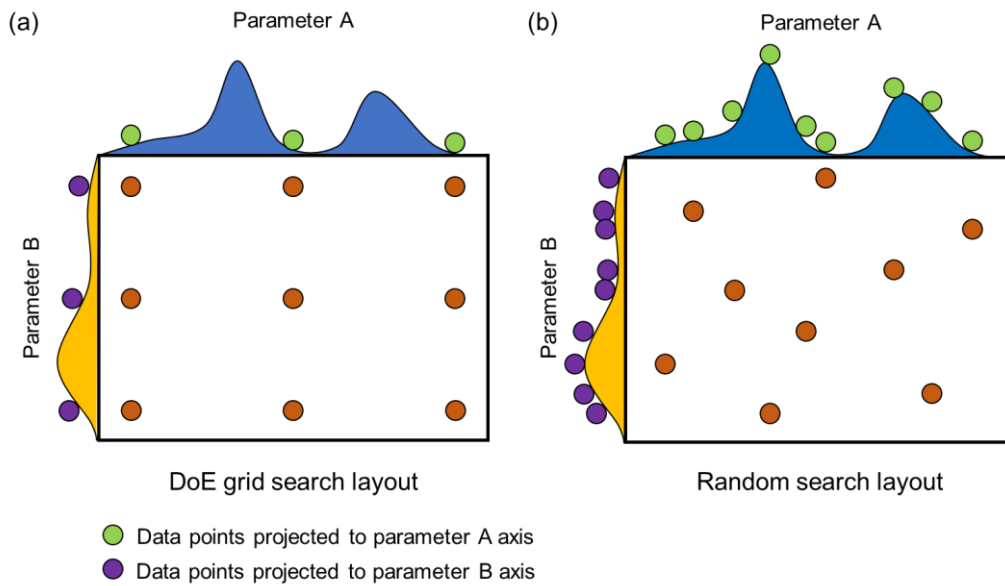 (a)
Parameter A
Parameter B
DoE grid search layout
(b)
Parameter A
Parameter B
Random search layout
Data points projected to parameter A axis
Data points projected to parameter B axis